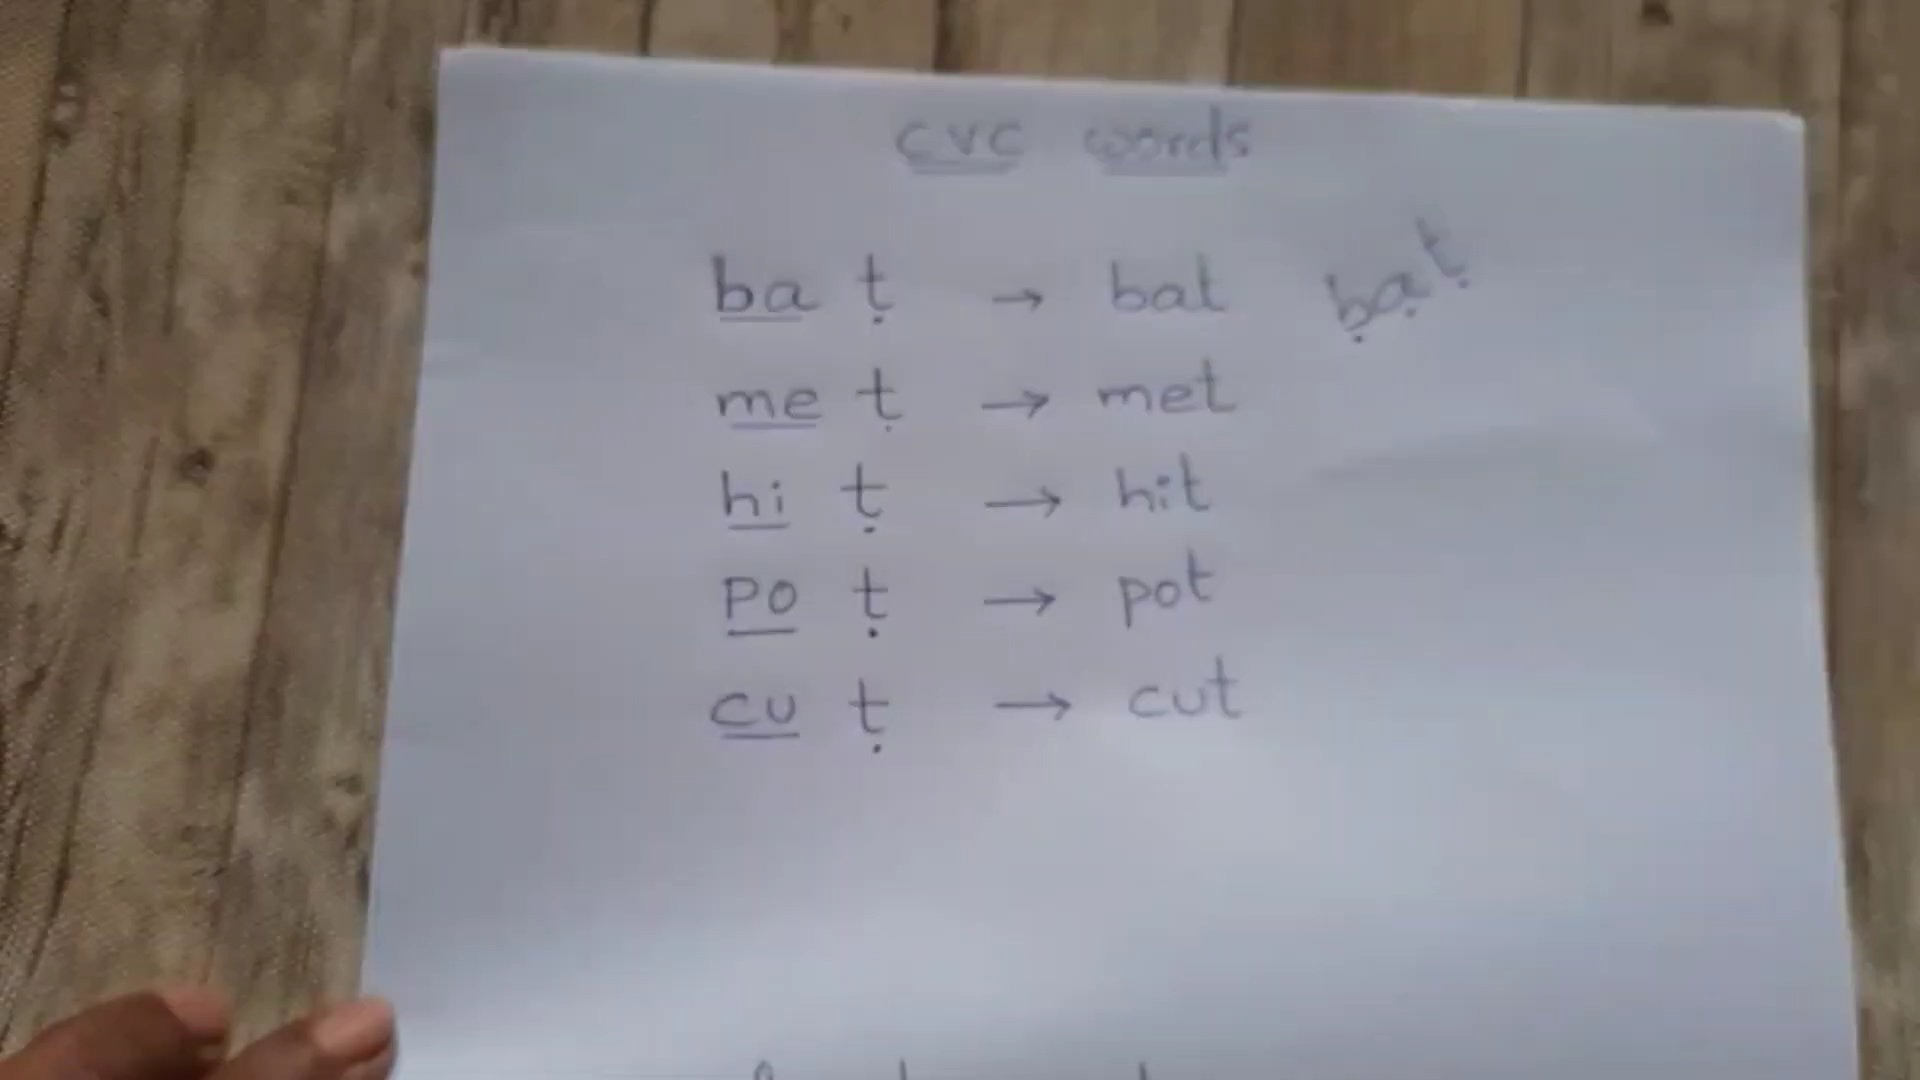 cvc words
ba t → bat bat
me t → met
hi t → hit
po t → pot
cu t → cut